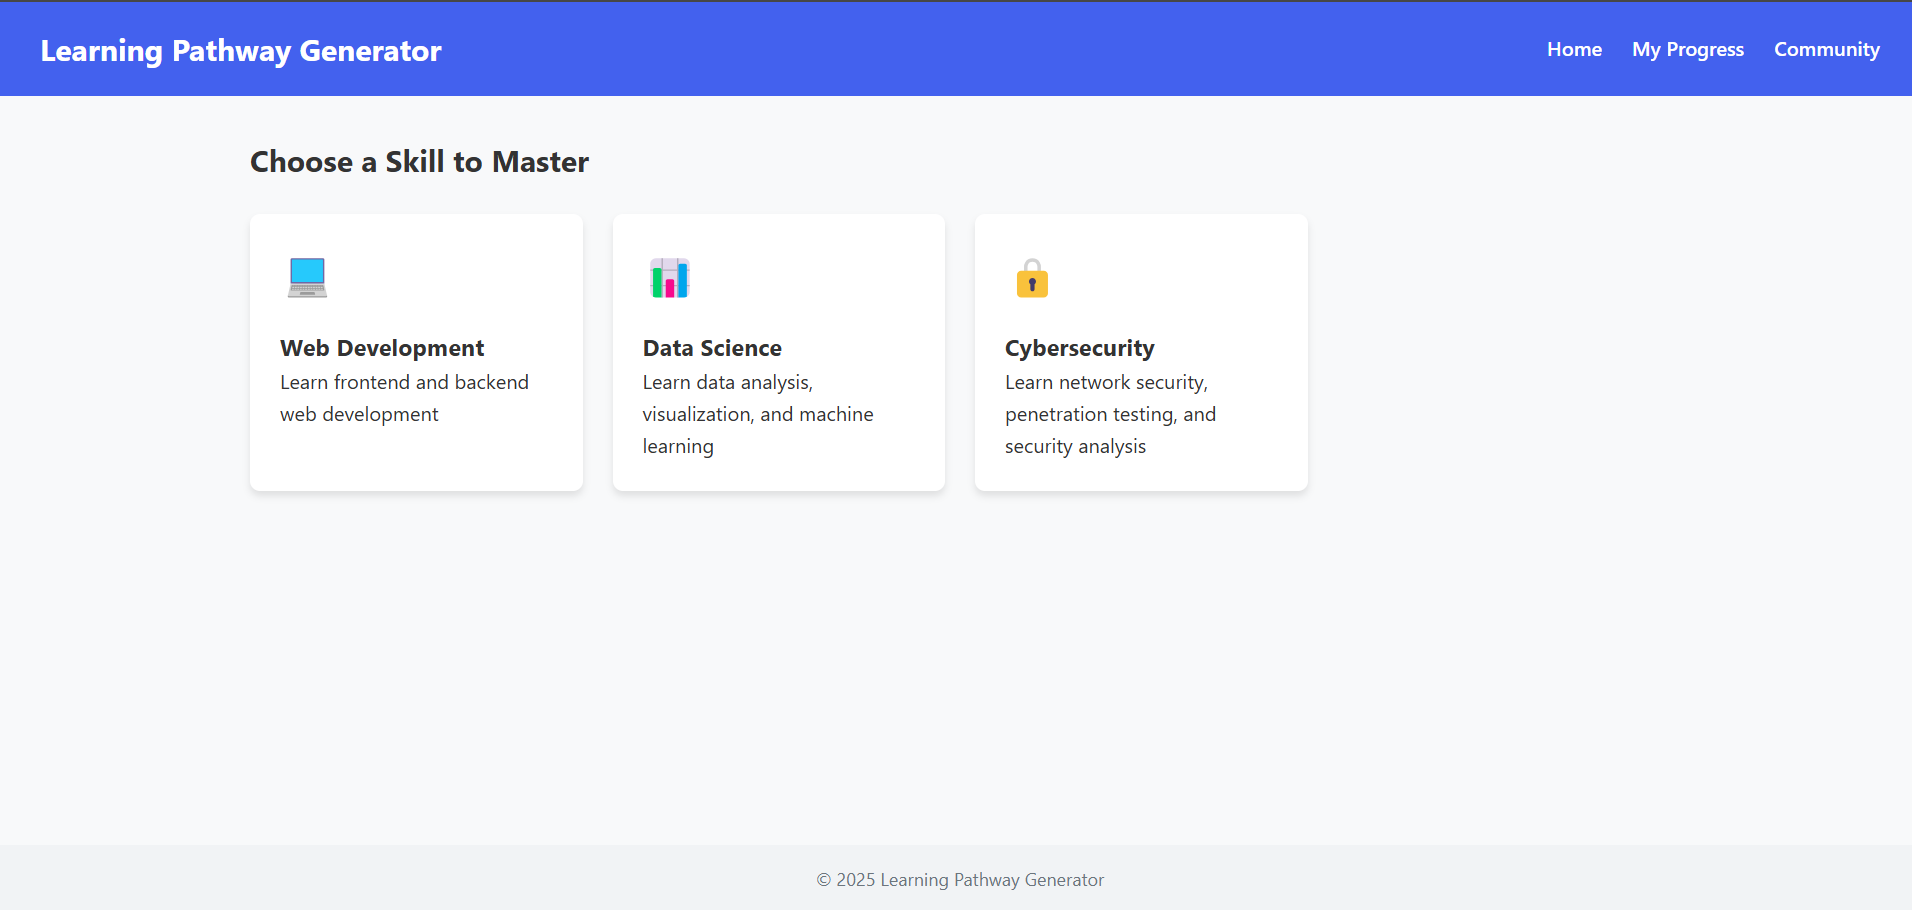 Learning Pathway Generator
Home
My Progress
Community
Choose a Skill to Master
Web Development
Learn frontend and backend
web development
Data Science
Learn data analysis,
visualization, and machine
learning
Cybersecurity
Learn network security,
penetration testing, and
security analysis
© 2025 Learning Pathway Generator